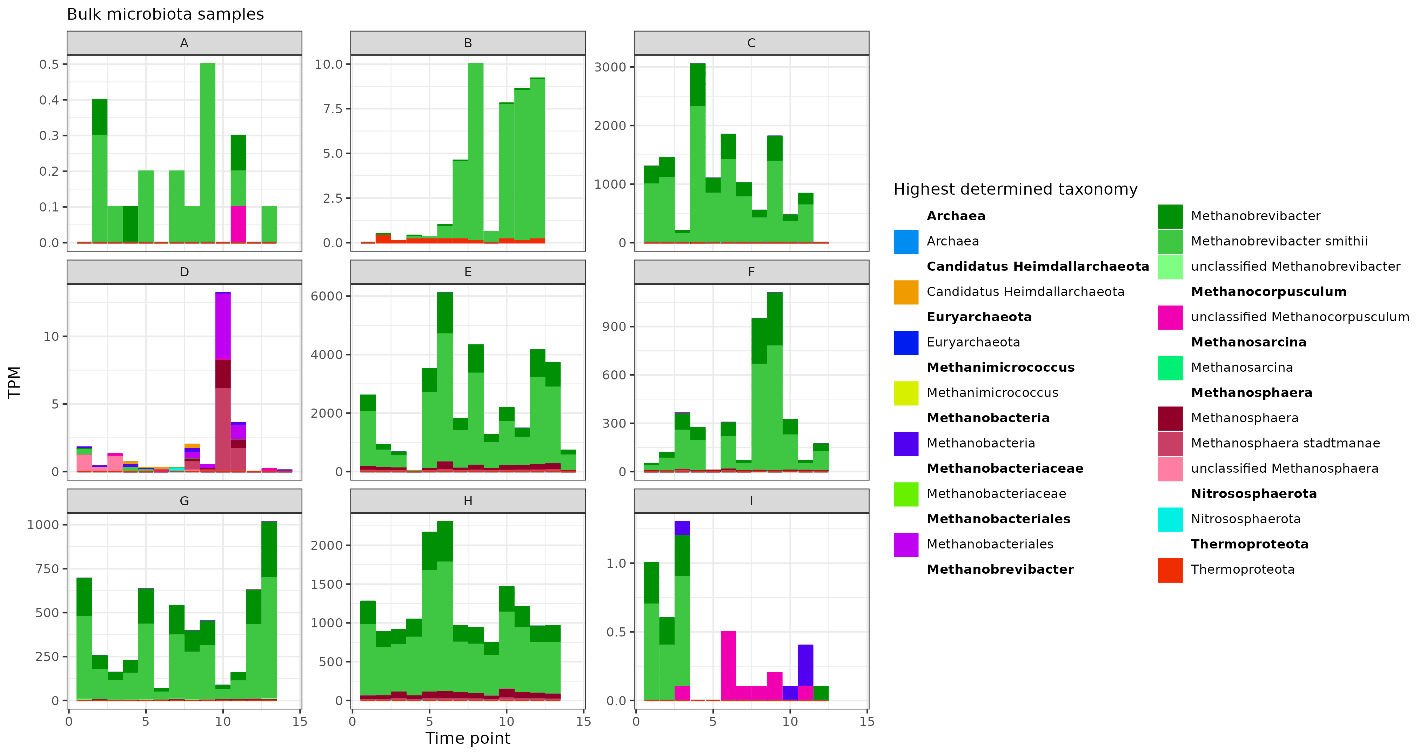 Bulk microbiota samples
A B C
0.5 10.0 3000
0.4 7.5
0.3 2000
5.0
0.2 1000
2.5
0.1
0.0 0.0 0
D E F
6000
10 900
4000
600
5
2000 300
0 0 0
G H I
1000 2000 1.0
750 1500
500 1000 0.5
250 500
0 0 0.0
0 5 10 15 0 5 10 15 0 5 10 15
TPM
Time point
Highest determined taxonomy
Archaea
Archaea
Candidatus Heimdallarchaeota
Candidatus Heimdallarchaeota
Euryarchaeota
Euryarchaeota
Methanimicrococcus
Methanimicrococcus
Methanobacteria
Methanobacteria
Methanobacteriaceae
Methanobacteriaceae
Methanobacteriales
Methanobacteriales
Methanobrevibacter
Methanobrevibacter
Methanobrevibacter smithii
unclassified Methanobrevibacter
Methanocorpusculum
unclassified Methanocorpusculum
Methanosarcina
Methanosarcina
Methanosphaera
Methanosphaera
Methanosphaera stadtmanae
unclassified Methanosphaera
Nitrososphaerota
Nitrososphaerota
Thermoproteota
Thermoproteota